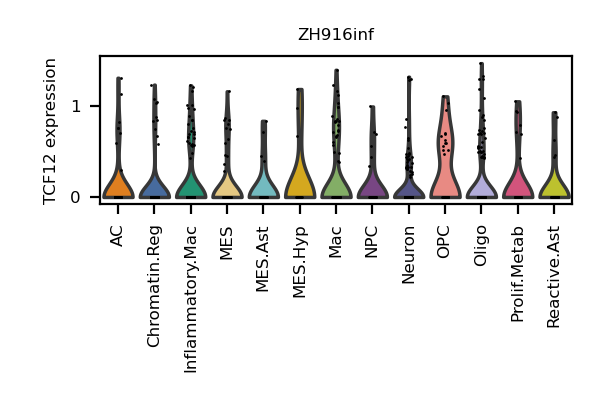 ZH916inf
TCF12 expression
1
0
AC
Chromatin.Reg
Inflammatory.Mac
MES
MES.Ast
MES.Hyp
Mac
NPC
Neuron
OPC
Oligo
Prolif.Metab
Reactive.Ast